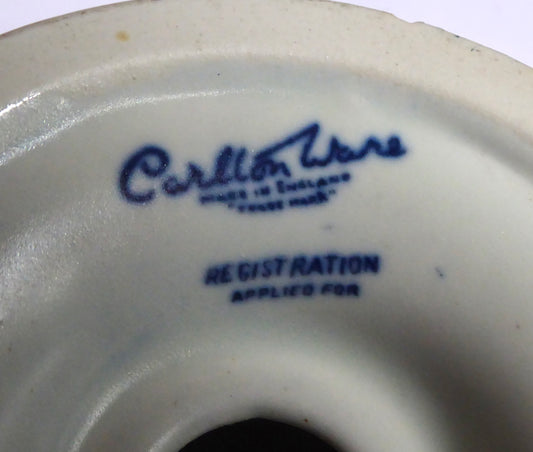 Carlton Ware
MADE IN ENGLAND
"TRADE MARK"
REGISTRATION
APPLIED FOR